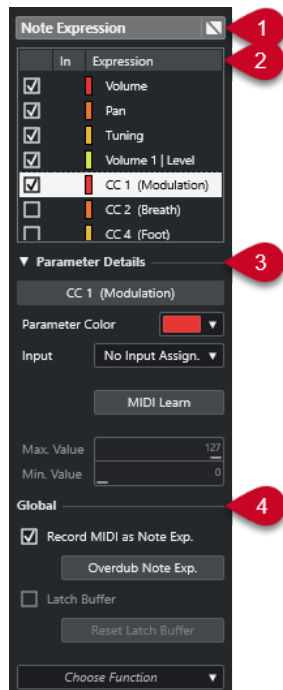 Note Expression
1
In Expression
2
Volume
Pan
Tuning
Volume 1 | Level
CC 1 (Modulation)
CC 2 (Breath)
CC 4 (Foot)
Parameter Details
3
CC 1 (Modulation)
Parameter Color
Input No Input Assign.
MIDI Learn
Max. Value 127
Min. Value 0
Global
4
Record MIDI as Note Exp.
Overdub Note Exp.
Latch Buffer
Reset Latch Buffer
Choose Function